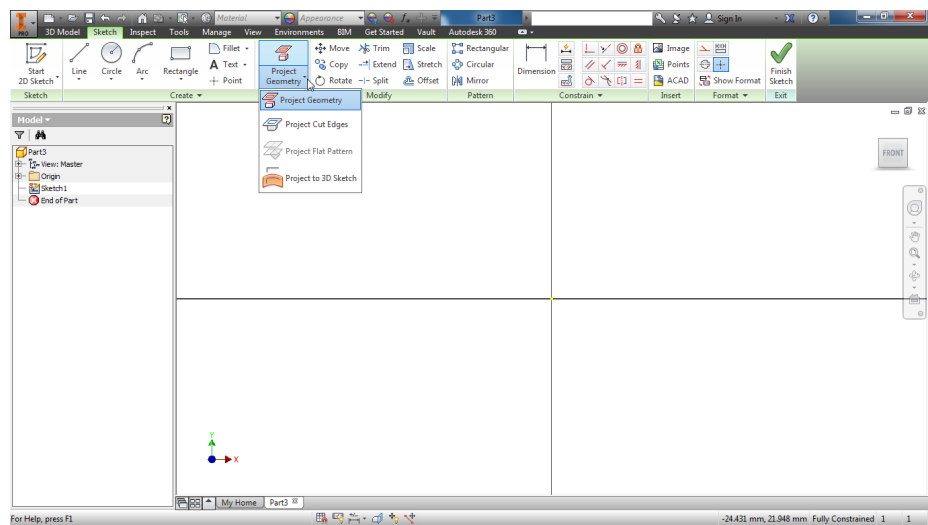 PRO Material Appearance Part3 Sign In
3D Model Sketch Inspect Tools Manage View Environments BIM Get Started Vault Autodesk 360
Start 2D Sketch Line Circle Arc Rectangle Fillet Text Point
Project Geometry Move Copy Rotate Trim Extend Split Scale Stretch Offset
Rectangular Circular Mirror Dimension Image Points ACAD Show Format Finish Sketch
Sketch Create Modify Pattern Constrain Insert Format Exit
Project Geometry
Project Cut Edges
Project Flat Pattern
Project to 3D Sketch
Model
Part3
View: Master
Origin
Sketch1
End of Part
FRONT
Y
X
My Home Part3
For Help, press F1 -24.431 mm, 21.948 mm Fully Constrained 1 1